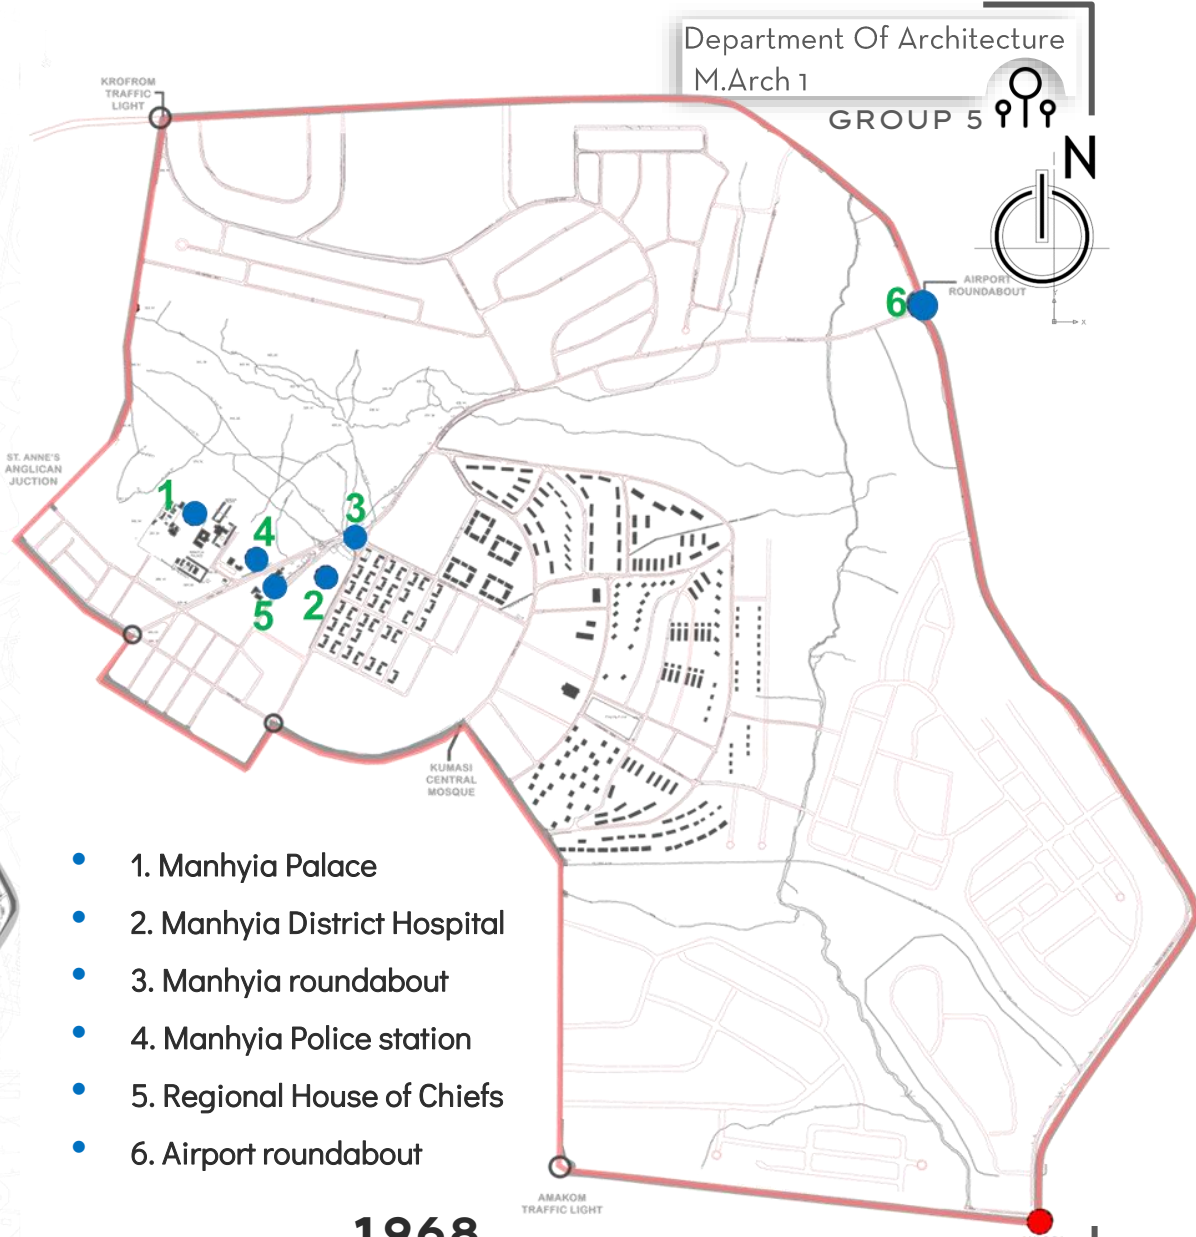 Department Of Architecture
M.Arch 1
GROUP 5
N
KROFROM
TRAFFIC
LIGHT
AIRPORT
ROUNDABOUT
6
ST. ANNE'S
ANGLICAN
JUCTION
1
3
4
5
2
KUMASI
CENTRAL
MOSQUE
1. Manhyia Palace
2. Manhyia District Hospital
3. Manhyia roundabout
4. Manhyia Police station
5. Regional House of Chiefs
6. Airport roundabout
AMAKOM
TRAFFIC LIGHT
1968